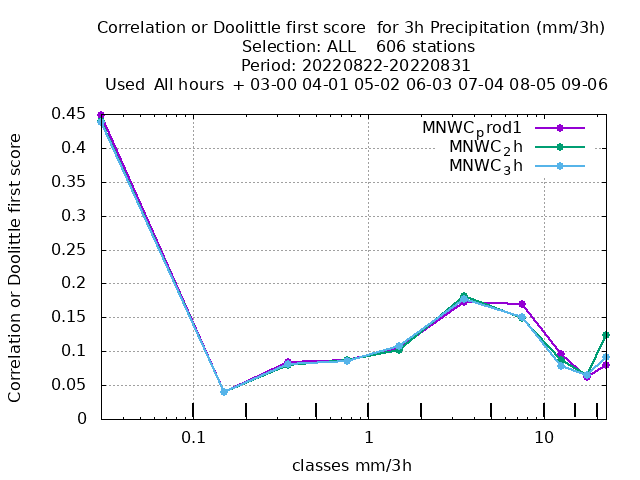 Correlation or Doolittle first score  for 3h Precipitation (mm/3h)
Selection: ALL    606 stations
Period: 20220822-20220831
Used  All hours  + 03-00 04-01 05-02 06-03 07-04 08-05 09-06
Correlation or Doolittle first score
0.45
0.4
0.35
0.3
0.25
0.2
0.15
0.1
0.05
0
MNWCprod1
MNWC2h
MNWC3h
0.1
1
10
classes mm/3h